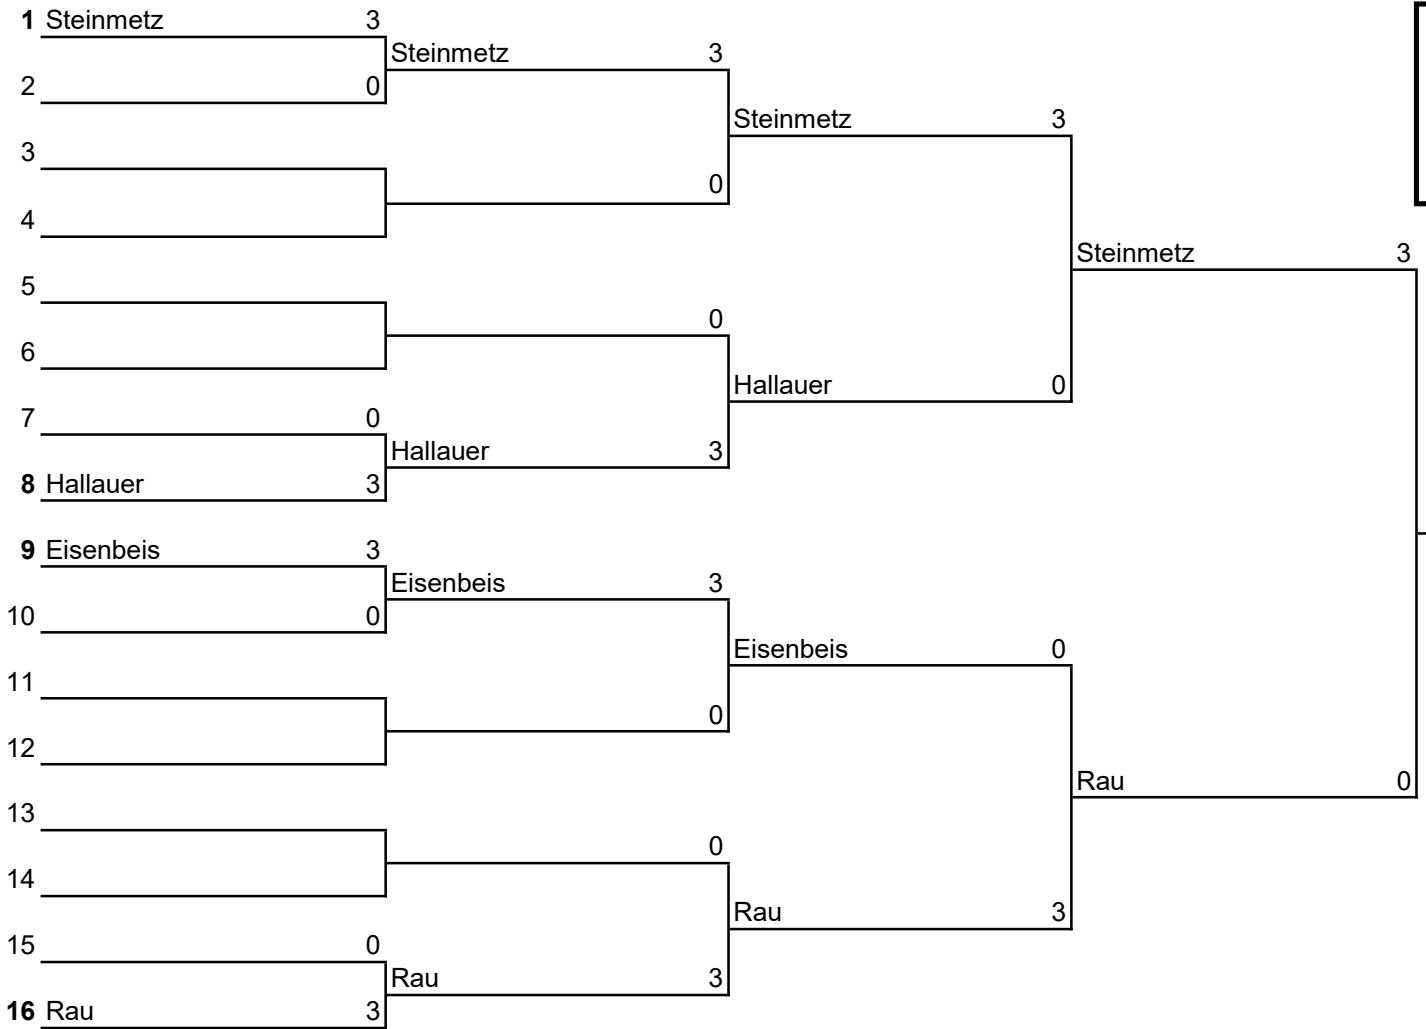 1 Steinmetz 3
Steinmetz 3
2 0
Steinmetz 3
3
0
4
Steinmetz 3
5
0
6
Hallauer 0
7 0
Hallauer 3
8 Hallauer 3
9 Eisenbeis 3
Eisenbeis 3
10 0
Eisenbeis 0
11
0
12
Rau 0
13
0
14
Rau 3
15 0
Rau 3
16 Rau 3